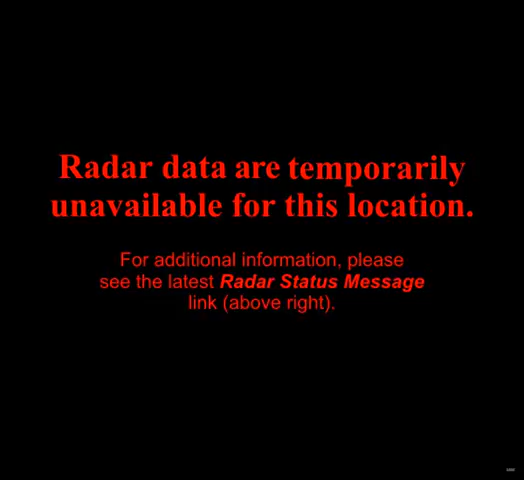 Radar data are temporarily
unavailable for this location.
For additional information, please
see the latest Radar Status Message
link (above right).